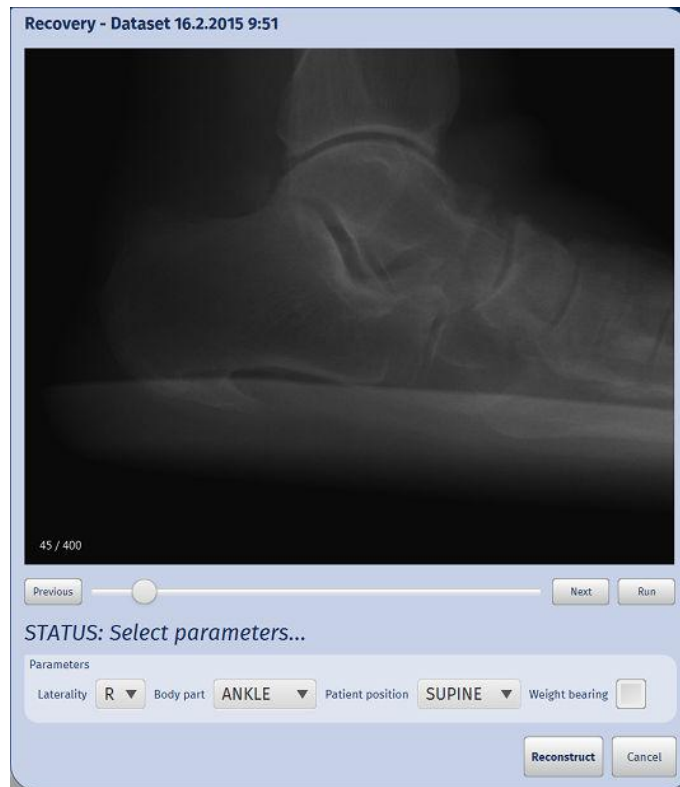 Recovery - Dataset 16.2.2015 9:51
45 / 400
Previous Next Run
STATUS: Select parameters...
Parameters
Laterality R Body part ANKLE Patient position SUPINE Weight bearing
Reconstruct Cancel